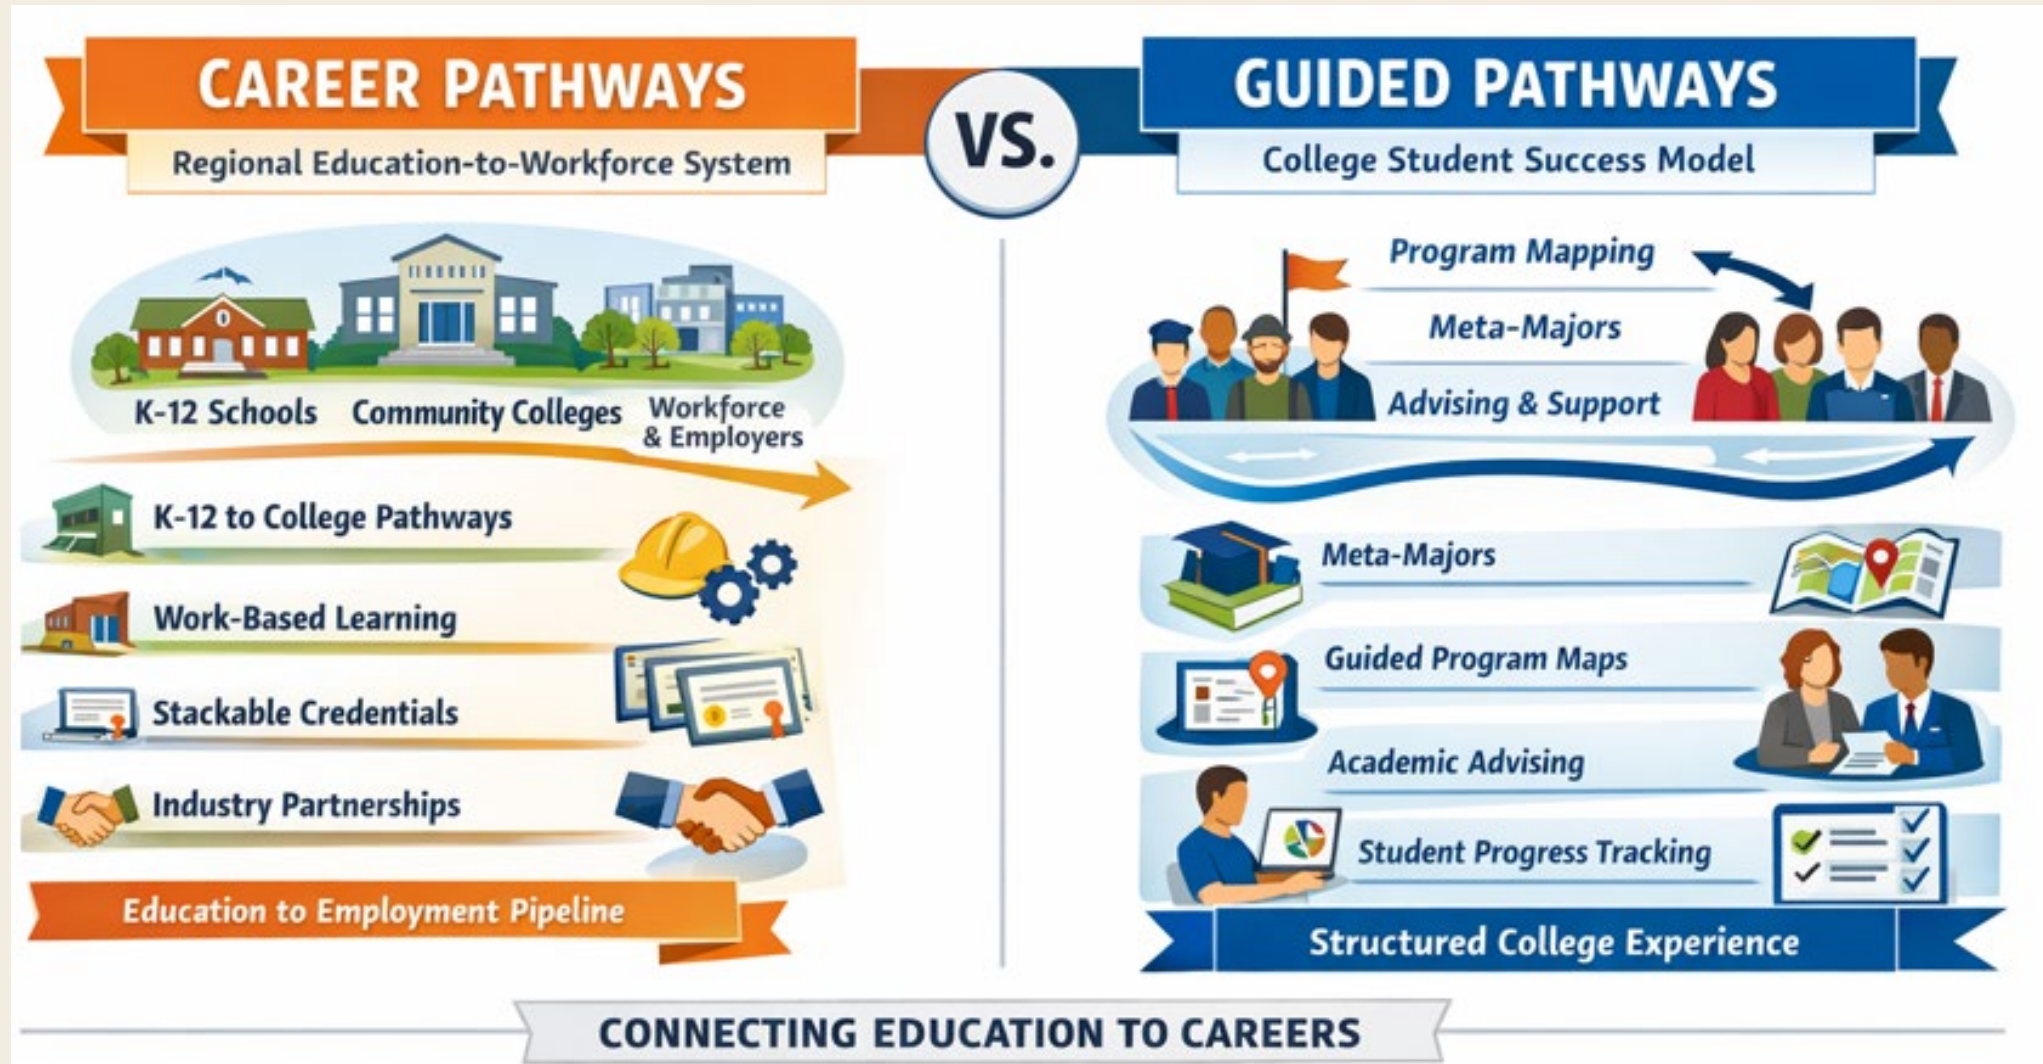 CAREER PATHWAYS
Regional Education-to-Workforce System
VS.
GUIDED PATHWAYS
College Student Success Model
K-12 Schools
Community Colleges
Workforce
& Employers
K-12 to College Pathways
Work-Based Learning
Stackable Credentials
Industry Partnerships
Education to Employment Pipeline
Program Mapping
Meta-Majors
Advising & Support
Meta-Majors
Guided Program Maps
Academic Advising
Student Progress Tracking
Structured College Experience
CONNECTING EDUCATION TO CAREERS